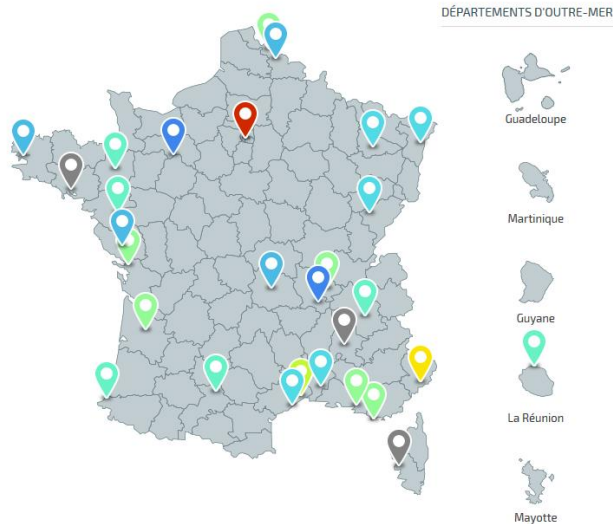 DÉPARTEMENTS D'OUTRE-MER
Guadeloupe
Martinique
Guyane
La Réunion
Mayotte